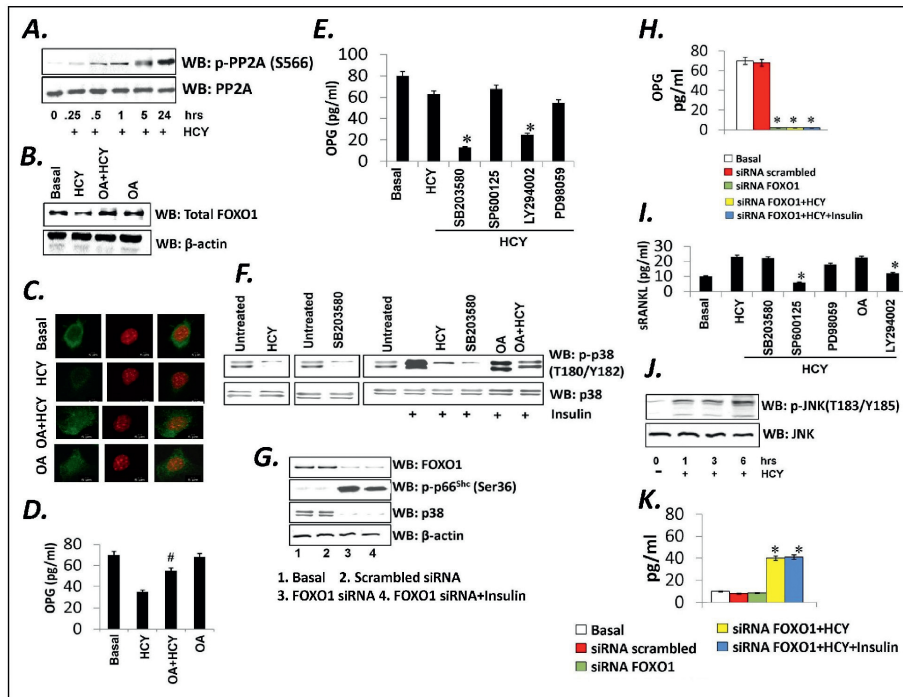 A.
WB: p-PP2A (S566)
WB: PP2A
0 .25 .5 1 5 24 hrs
+ + + + + HCY
B.
Basal HCY OA+HCY OA
WB: Total FOXO1
WB: β-actin
C.
Basal
HCY
OA+HCY
OA
D.
OPG (pg/ml)
80
60
40
20
0
Basal HCY OA+HCY OA
#
E.
OPG (pg/ml)
100
80
60
40
20
0
* *
Basal HCY SB203580 SP600125 LY294002 PD98059
HCY
F.
Untreated HCY Untreated SB203580 Untreated HCY SB203580 OA OA+HCY
WB: p-p38
(T180/Y182)
WB: p38
+ + + + + Insulin
G.
WB: FOXO1
WB: p-p66Shc (Ser36)
WB: p38
WB: β-actin
1 2 3 4
1. Basal 2. Scrambled siRNA
3. FOXO1 siRNA 4. FOXO1 siRNA+Insulin
H.
OPG
pg/ml
80
60
40
20
0
* * *
Basal
siRNA scrambled
siRNA FOXO1
siRNA FOXO1+HCY
siRNA FOXO1+HCY+Insulin
I.
sRANKL (pg/ml)
30
20
10
0
* *
Basal HCY SB203580 SP600125 PD98059 OA LY294002
HCY
J.
WB: p-JNK(T183/Y185)
WB: JNK
0 1 3 6 hrs
− + + + HCY
K.
pg/ml
60
40
20
0
* *
Basal
siRNA scrambled
siRNA FOXO1
siRNA FOXO1+HCY
siRNA FOXO1+HCY+Insulin